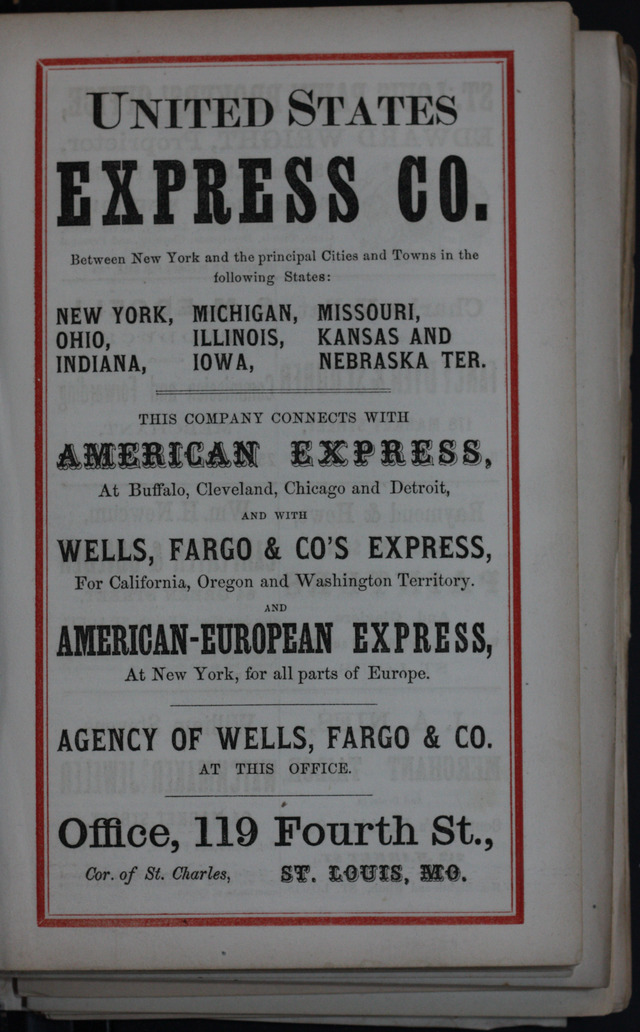 UNITED STATES
EXPRESS CO.
Between New York and the principal Cities and Towns in the
following States:
NEW YORK, MICHIGAN, MISSOURI,
OHIO, ILLINOIS, KANSAS AND
INDIANA, IOWA, NEBRASKA TER.
THIS COMPANY CONNECTS WITH
AMERICAN EXPRESS,
At Buffalo, Cleveland, Chicago and Detroit,
AND WITH
WELLS, FARGO & CO'S EXPRESS,
For California, Oregon and Washington Territory.
AND
AMERICAN-EUROPEAN EXPRESS,
At New York, for all parts of Europe.
AGENCY OF WELLS, FARGO & CO.
AT THIS OFFICE.
Office, 119 Fourth St.,
Cor. of St. Charles, ST. LOUIS, MO.